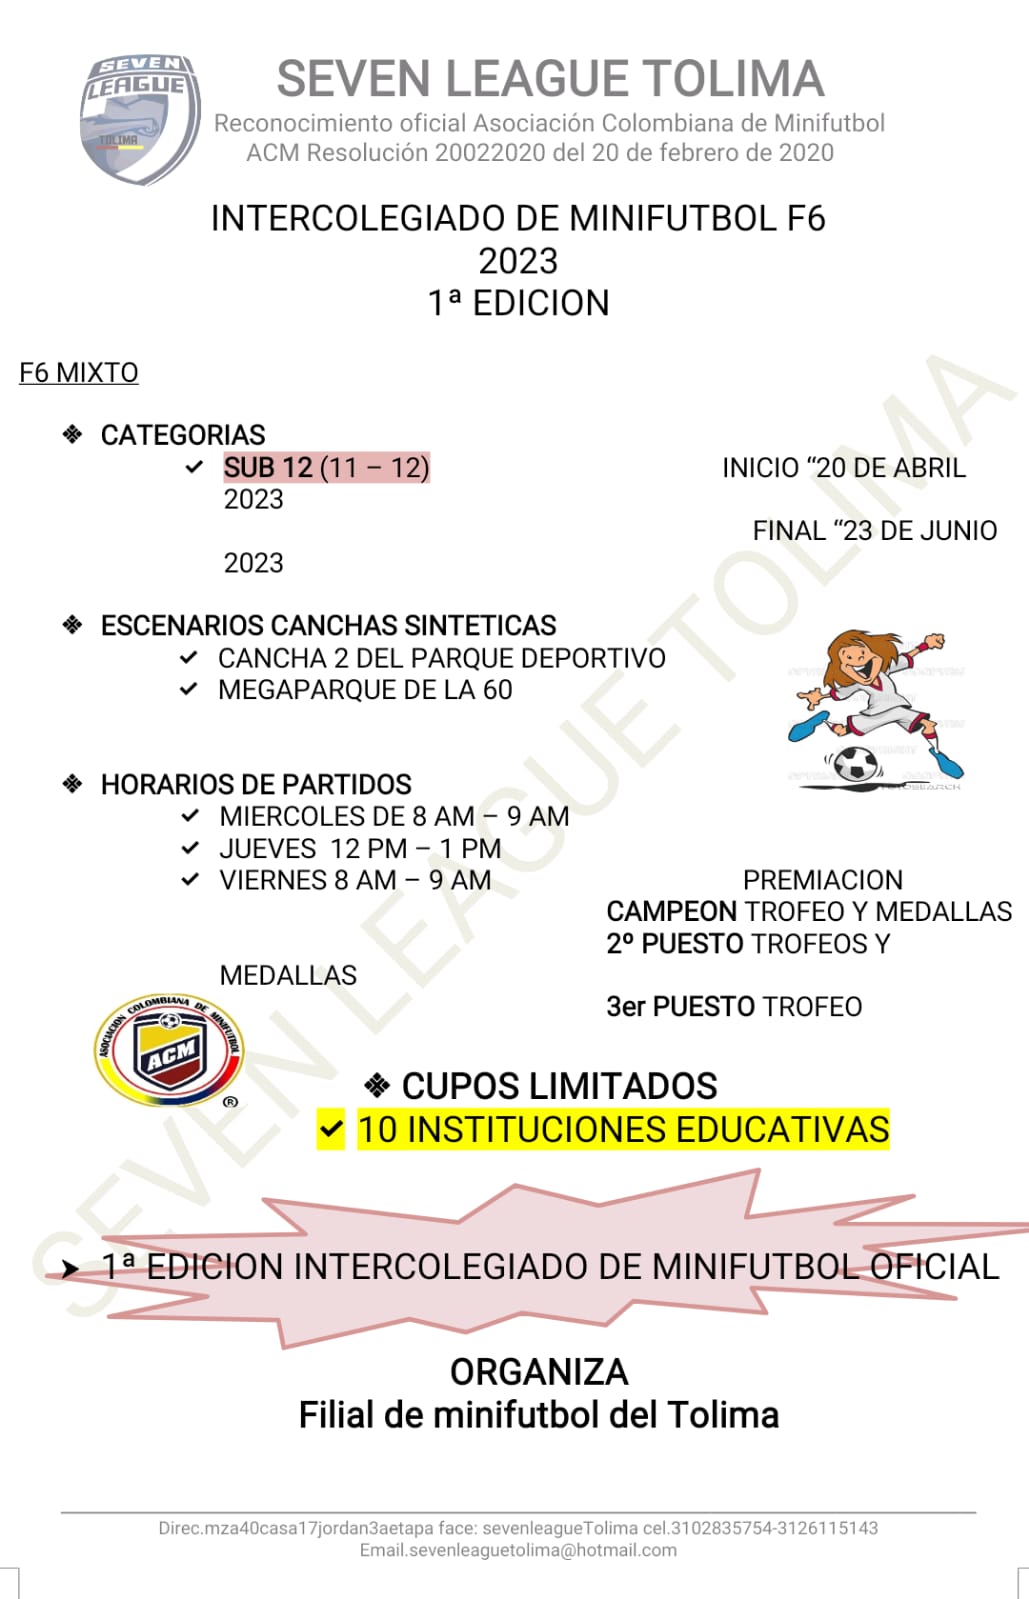 SEVEN
LEAGUE
TOLIMA
SEVEN LEAGUE TOLIMA
Reconocimiento oficial Asociación Colombiana de Minifutbol
ACM Resolución 20022020 del 20 de febrero de 2020
INTERCOLEGIADO DE MINIFUTBOL F6
2023
1ª EDICION
F6 MIXTO
❖ CATEGORIAS
✓ SUB 12 (11 – 12) INICIO “20 DE ABRIL
2023
FINAL “23 DE JUNIO
2023
❖ ESCENARIOS CANCHAS SINTETICAS
✓ CANCHA 2 DEL PARQUE DEPORTIVO
✓ MEGAPARQUE DE LA 60
❖ HORARIOS DE PARTIDOS
✓ MIERCOLES DE 8 AM – 9 AM
✓ JUEVES 12 PM – 1 PM
✓ VIERNES 8 AM – 9 AM PREMIACION
CAMPEON TROFEO Y MEDALLAS
2º PUESTO TROFEOS Y
MEDALLAS
3er PUESTO TROFEO
ASOCIACION COLOMBIANA DE MINIFUTBOL
ACM
®
❖ CUPOS LIMITADOS
✓ 10 INSTITUCIONES EDUCATIVAS
➤ 1ª EDICION INTERCOLEGIADO DE MINIFUTBOL OFICIAL
ORGANIZA
Filial de minifutbol del Tolima
SEVEN LEAGUE TOLIMA
Direc.mza40casa17jordan3aetapa face: sevenleagueTolima cel.3102835754-3126115143
Email.sevenleaguetolima@hotmail.com